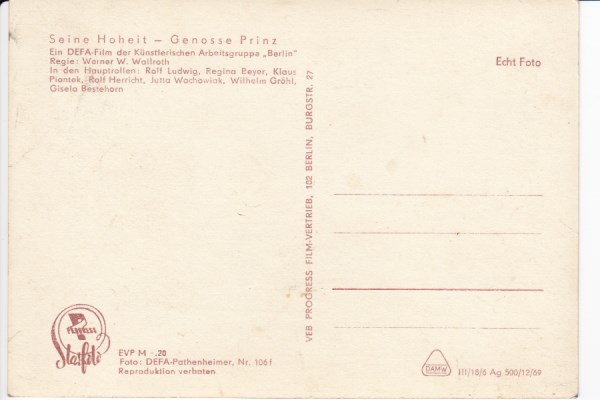 Seine Hoheit – Genosse Prinz
Ein DEFA-Film der Künstlerischen Arbeitsgruppe „Berlin"
Regie: Werner W. Wallroth
In den Hauptrollen: Rolf Ludwig, Regina Beyer, Klaus
Piontek, Rolf Herricht, Jutta Wachowiak, Wilhelm Gröhl,
Gisela Bestehorn
Echt Foto
VEB PROGRESS FILM-VERTRIEB, 102 BERLIN, BURGSTR. 27
P
PROGRESS
Starfoto
EVP M -.20
Foto: DEFA-Pathenheimer, Nr. 106f
Reproduktion verboten
DAMW
III/18/6 Ag 500/12/69